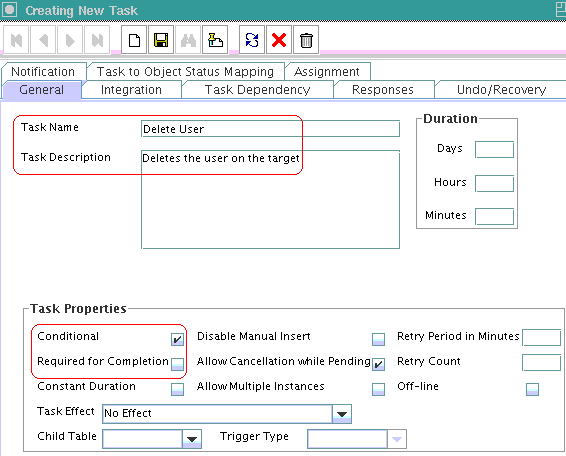 Creating New Task
Notification Task to Object Status Mapping Assignment
General Integration Task Dependency Responses Undo/Recovery
Task Name Delete User
Task Description Deletes the user on the target
Duration
Days
Hours
Minutes
Task Properties
Conditional Disable Manual Insert Retry Period in Minutes
Required for Completion Allow Cancellation while Pending Retry Count
Constant Duration Allow Multiple Instances Off-line
Task Effect No Effect
Child Table Trigger Type